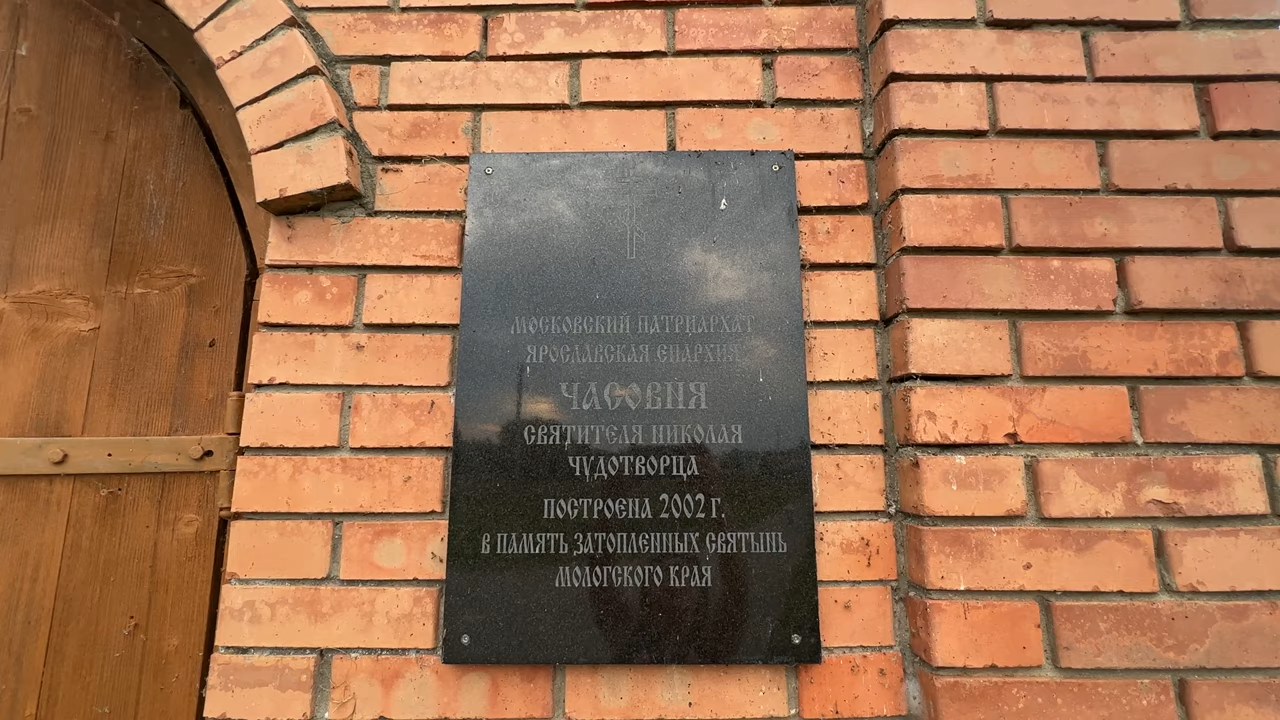 МОСКОВСКИЙ ПАТРИАРХАТ
ЯРОСЛАВСКАЯ ЕПАРХИЯ
ЧАСОВНЯ
СВЯТИТЕЛЯ НИКОЛАЯ
ЧУДОТВОРЦА
ПОСТРОЕНА 2002 Г.
В ПАМЯТЬ ЗАТОПЛЕННЫХ СВЯТЫНЬ
МОЛОГСКОГО КРАЯ